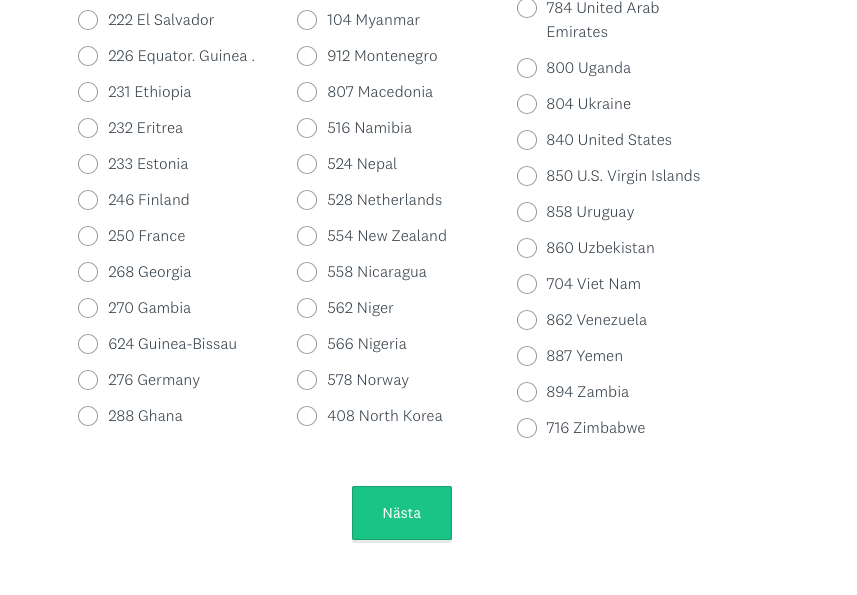 222 El Salvador
226 Equator. Guinea .
231 Ethiopia
232 Eritrea
233 Estonia
246 Finland
250 France
268 Georgia
270 Gambia
624 Guinea-Bissau
276 Germany
288 Ghana
104 Myanmar
912 Montenegro
807 Macedonia
516 Namibia
524 Nepal
528 Netherlands
554 New Zealand
558 Nicaragua
562 Niger
566 Nigeria
578 Norway
408 North Korea
784 United Arab
Emirates
800 Uganda
804 Ukraine
840 United States
850 U.S. Virgin Islands
858 Uruguay
860 Uzbekistan
704 Viet Nam
862 Venezuela
887 Yemen
894 Zambia
716 Zimbabwe
Nästa